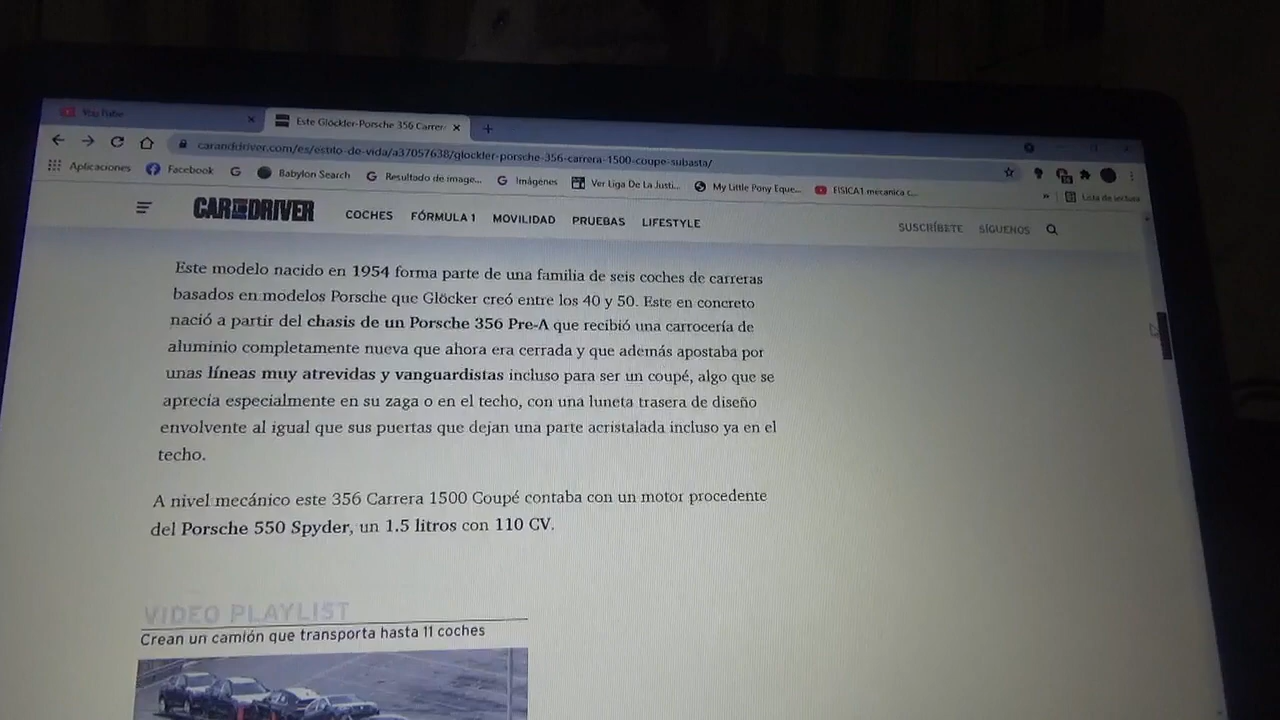 You Tube
Este Glöckler-Porsche 356 Carrer
caranddriver.com/es/estilo-de-vida/a37057638/glockler-porsche-356-carrera-1500-coupe-subasta/
Aplicaciones Facebook Babylon Search Resultado de image... Imágenes Ver Liga De La Justi... My Little Pony Eque... FISICA1 mecanica c... Lista de lectura
CAR AND DRIVER COCHES FÓRMULA 1 MOVILIDAD PRUEBAS LIFESTYLE SUSCRÍBETE SÍGUENOS
Este modelo nacido en 1954 forma parte de una familia de seis coches de carreras
basados en modelos Porsche que Glöcker creó entre los 40 y 50. Este en concreto
nació a partir del chasis de un Porsche 356 Pre-A que recibió una carrocería de
aluminio completamente nueva que ahora era cerrada y que además apostaba por
unas líneas muy atrevidas y vanguardistas incluso para ser un coupé, algo que se
aprecia especialmente en su zaga o en el techo, con una luneta trasera de diseño
envolvente al igual que sus puertas que dejan una parte acristalada incluso ya en el
techo.
A nivel mecánico este 356 Carrera 1500 Coupé contaba con un motor procedente
del Porsche 550 Spyder, un 1.5 litros con 110 CV.
VIDEO PLAYLIST
Crean un camión que transporta hasta 11 coches